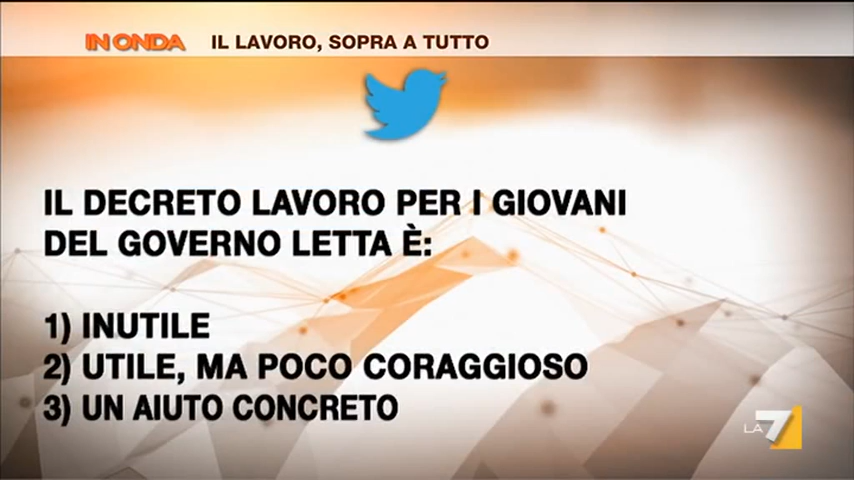 IN ONDA IL LAVORO, SOPRA A TUTTO
IL DECRETO LAVORO PER I GIOVANI
DEL GOVERNO LETTA È:
1) INUTILE
2) UTILE, MA POCO CORAGGIOSO
3) UN AIUTO CONCRETO
LA7